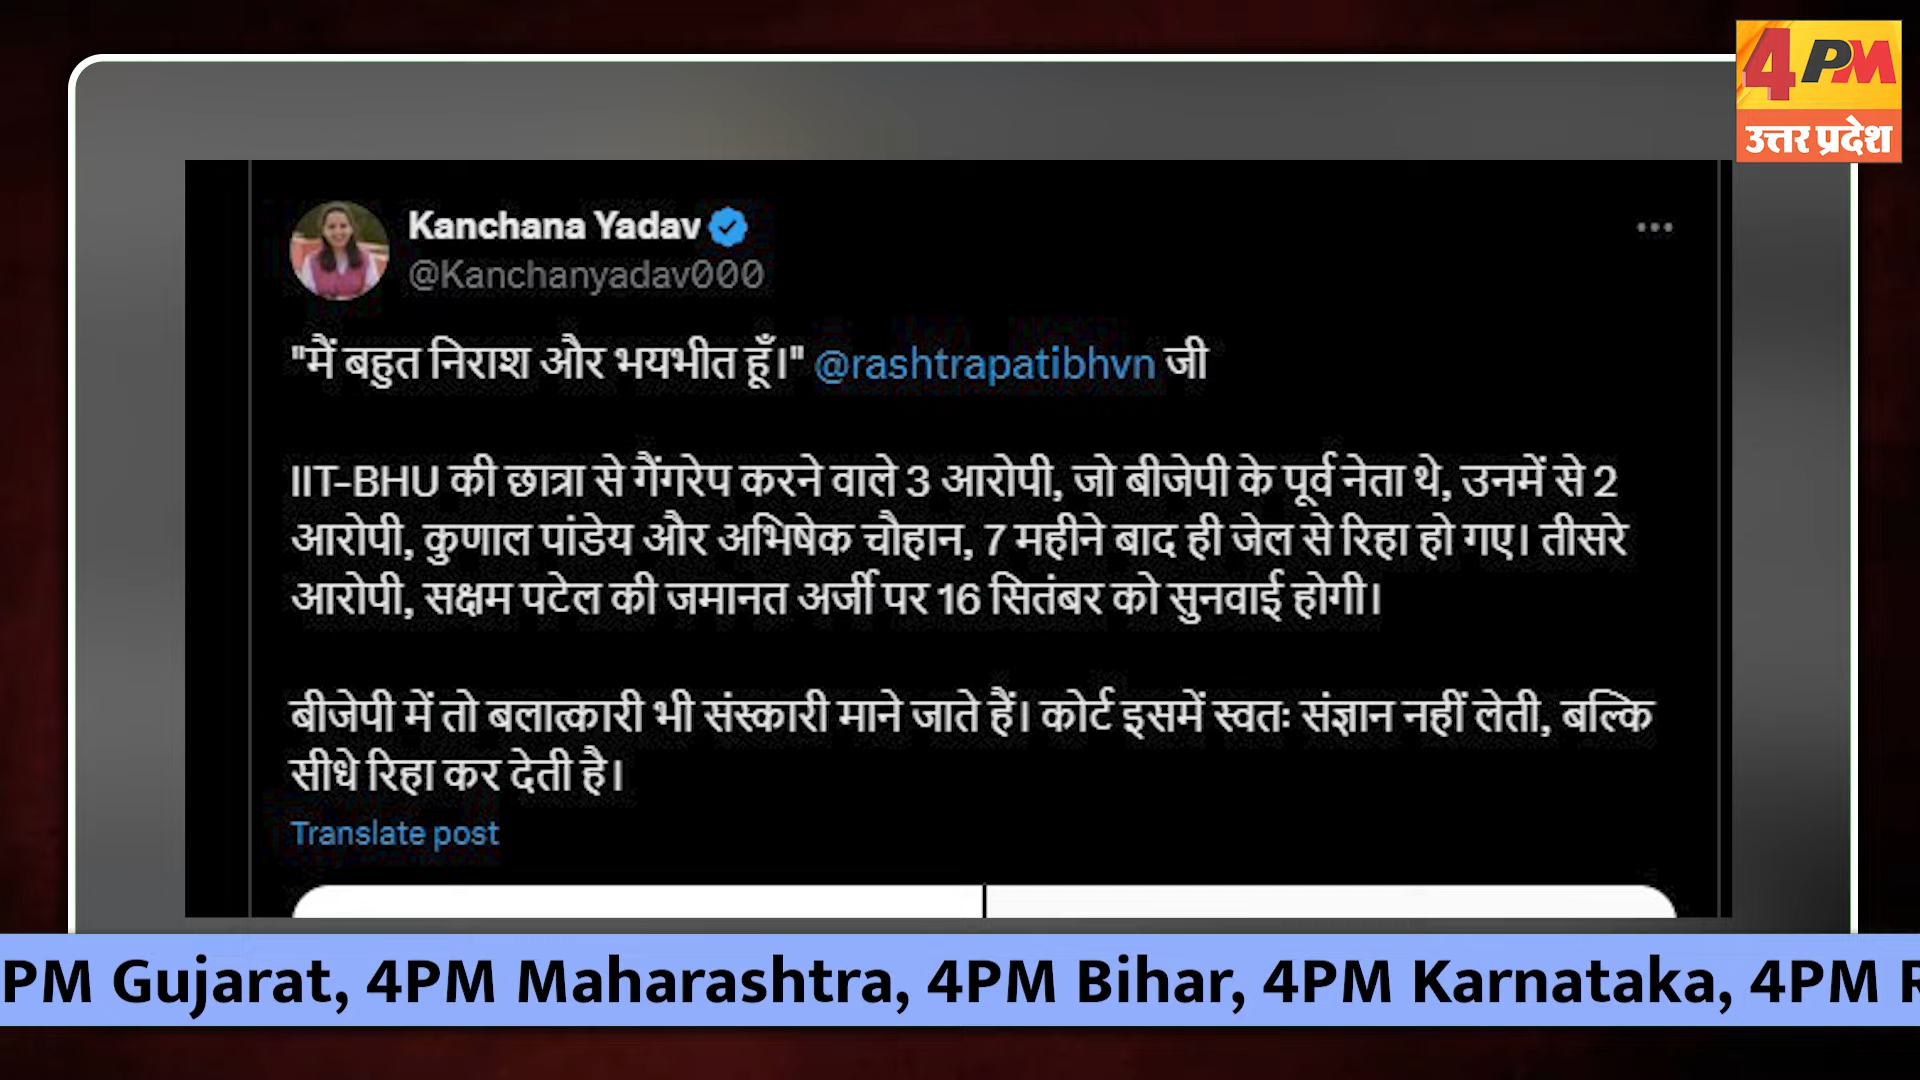 4PM
उत्तर प्रदेश
Kanchana Yadav
@Kanchanyadav000
"मैं बहुत निराश और भयभीत हूँ।" @rashtrapatibhvn जी
IIT-BHU की छात्रा से गैंगरेप करने वाले 3 आरोपी, जो बीजेपी के पूर्व नेता थे, उनमें से 2
आरोपी, कुणाल पांडेय और अभिषेक चौहान, 7 महीने बाद ही जेल से रिहा हो गए। तीसरे
आरोपी, सक्षम पटेल की जमानत अर्जी पर 16 सितंबर को सुनवाई होगी।
बीजेपी में तो बलात्कारी भी संस्कारी माने जाते हैं। कोर्ट इसमें स्वतः संज्ञान नहीं लेती, बल्कि
सीधे रिहा कर देती है।
Translate post
PM Gujarat, 4PM Maharashtra, 4PM Bihar, 4PM Karnataka, 4PM